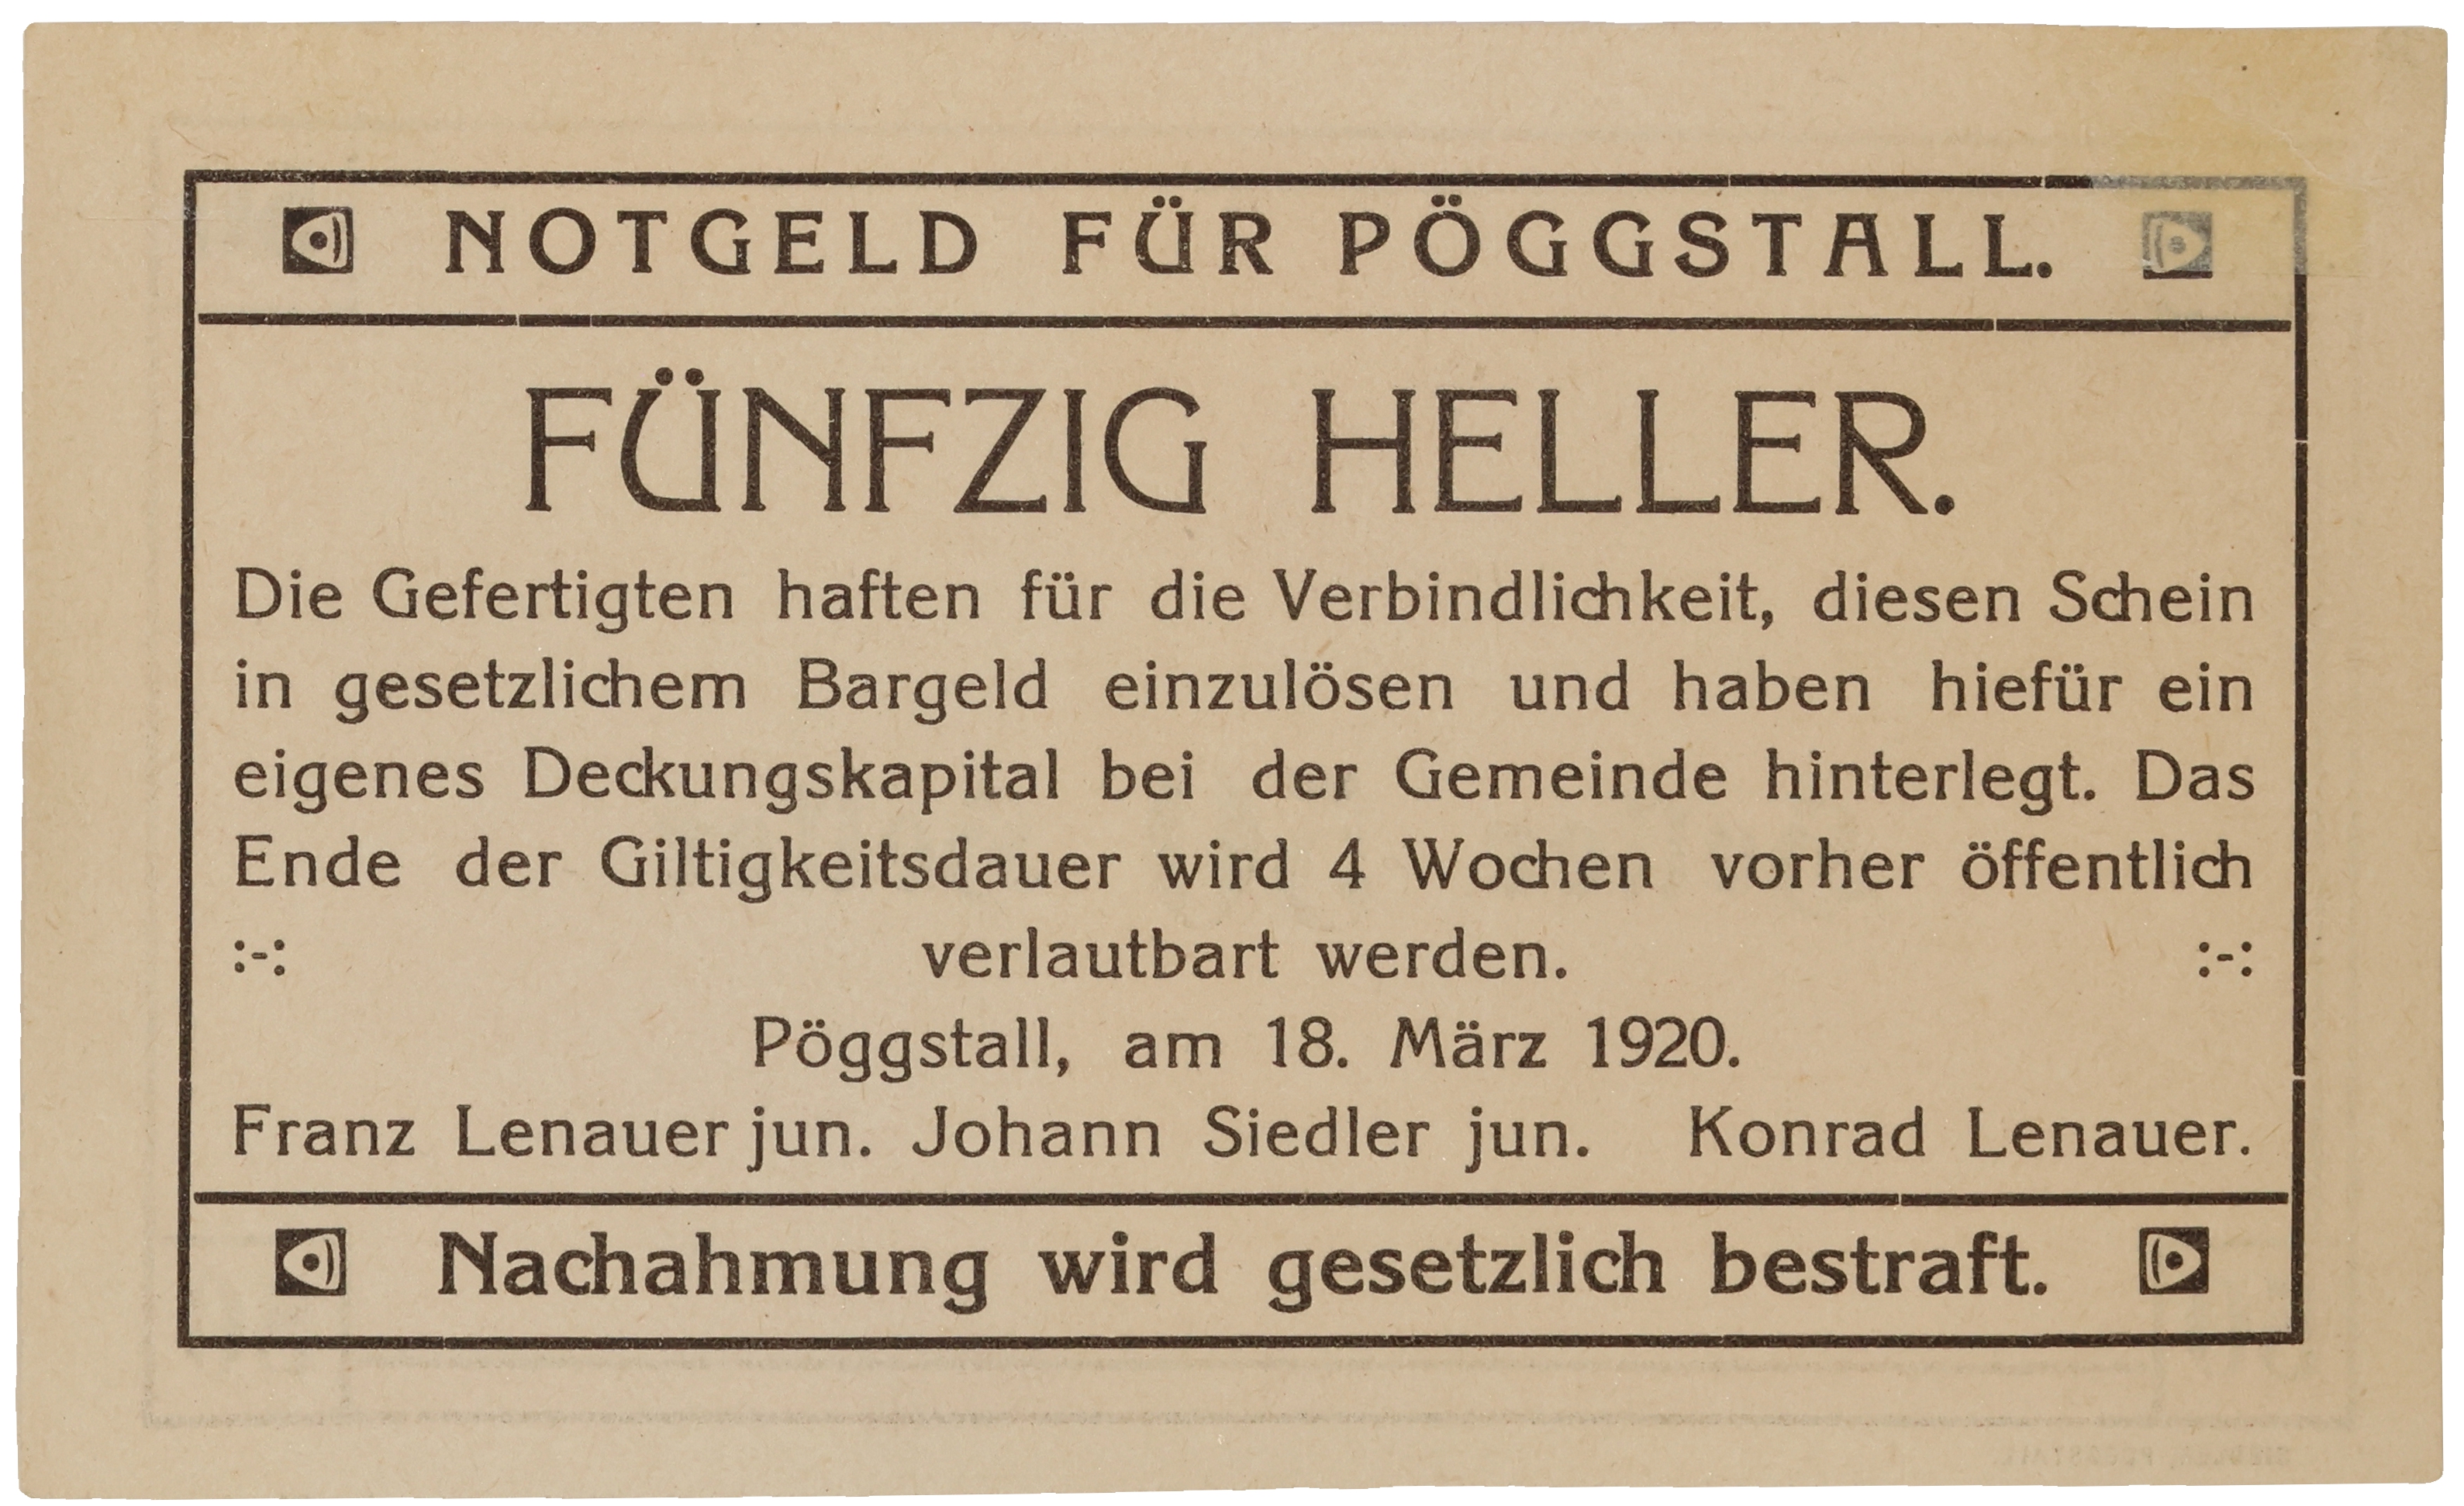 NOTGELD FÜR PÖGGSTALL.
FÜNFZIG HELLER.
Die Gefertigten haften für die Verbindlichkeit, diesen Schein
in gesetzlichem Bargeld einzulösen und haben hiefür ein
eigenes Deckungskapital bei der Gemeinde hinterlegt. Das
Ende der Giltigkeitsdauer wird 4 Wochen vorher öffentlich
:-: verlautbart werden. :-:
Pöggstall, am 18. März 1920.
Franz Lenauer jun. Johann Siedler jun. Konrad Lenauer.
Nachahmung wird gesetzlich bestraft.